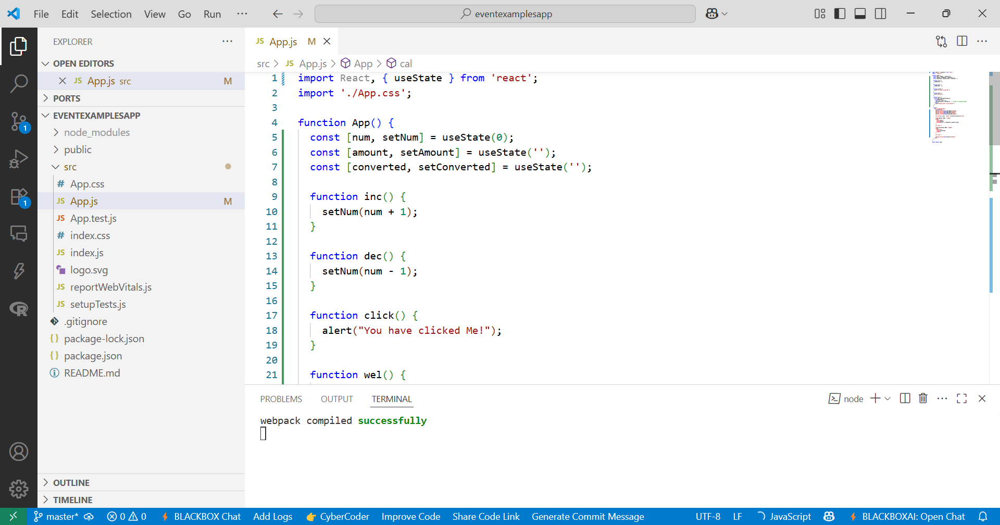 File Edit Selection View Go Run ··· eventexamplesapp
EXPLORER
OPEN EDITORS
JS App.js src M
PORTS
EVENTEXAMPLESAPP
node_modules
public
src
# App.css
JS App.js M
JS App.test.js
# index.css
JS index.js
logo.svg
JS reportWebVitals.js
JS setupTests.js
.gitignore
{} package-lock.json
{} package.json
README.md
OUTLINE
TIMELINE
1
1
JS App.js M
src > JS App.js > App > cal
1 import React, { useState } from 'react';
2 import './App.css';
3
4 function App() {
5 const [num, setNum] = useState(0);
6 const [amount, setAmount] = useState('');
7 const [converted, setConverted] = useState('');
8
9 function inc() {
10 setNum(num + 1);
11 }
12
13 function dec() {
14 setNum(num - 1);
15 }
16
17 function click() {
18 alert("You have clicked Me!");
19 }
20
21 function wel() {
PROBLEMS OUTPUT TERMINAL node
webpack compiled successfully
master* 0 0 BLACKBOX Chat Add Logs CyberCoder Improve Code Share Code Link Generate Commit Message UTF-8 LF JavaScript BLACKBOXAI: Open Chat